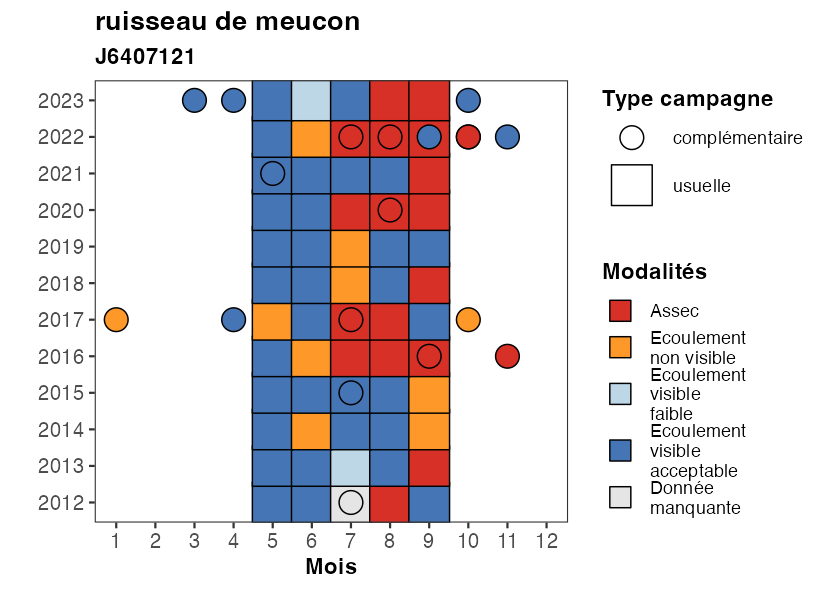 ruisseau de meucon
J6407121
2023
2022
2021
2020
2019
2018
2017
2016
2015
2014
2013
2012
1 2 3 4 5 6 7 8 9 10 11 12
Mois
Type campagne
complémentaire
usuelle
Modalités
Assec
Ecoulement
non visible
Ecoulement
visible
faible
Ecoulement
visible
acceptable
Donnée
manquante